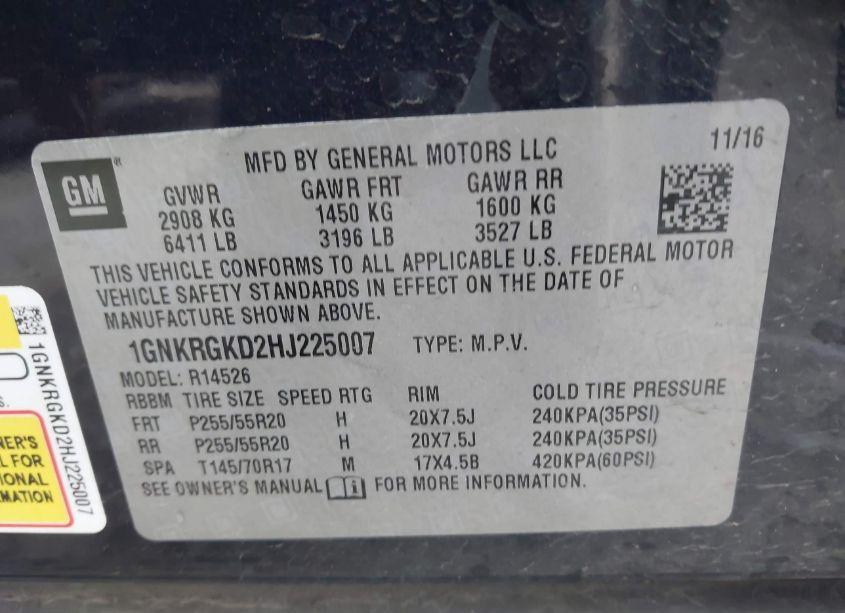 GM
®
MFD BY GENERAL MOTORS LLC
11/16
GVWR GAWR FRT GAWR RR
2908 KG 1450 KG 1600 KG
6411 LB 3196 LB 3527 LB
THIS VEHICLE CONFORMS TO ALL APPLICABLE U.S. FEDERAL MOTOR
VEHICLE SAFETY STANDARDS IN EFFECT ON THE DATE OF
MANUFACTURE SHOWN ABOVE.
1GNKRGKD2HJ225007 TYPE: M.P.V.
MODEL: R14526
RBBM TIRE SIZE SPEED RTG RIM COLD TIRE PRESSURE
FRT P255/55R20 H 20X7.5J 240KPA(35PSI)
RR P255/55R20 H 20X7.5J 240KPA(35PSI)
SPA T145/70R17 M 17X4.5B 420KPA(60PSI)
SEE OWNER'S MANUAL FOR MORE INFORMATION.
1GNKRGKD2HJ225007
NER'S
FOR
IONAL
RMATION